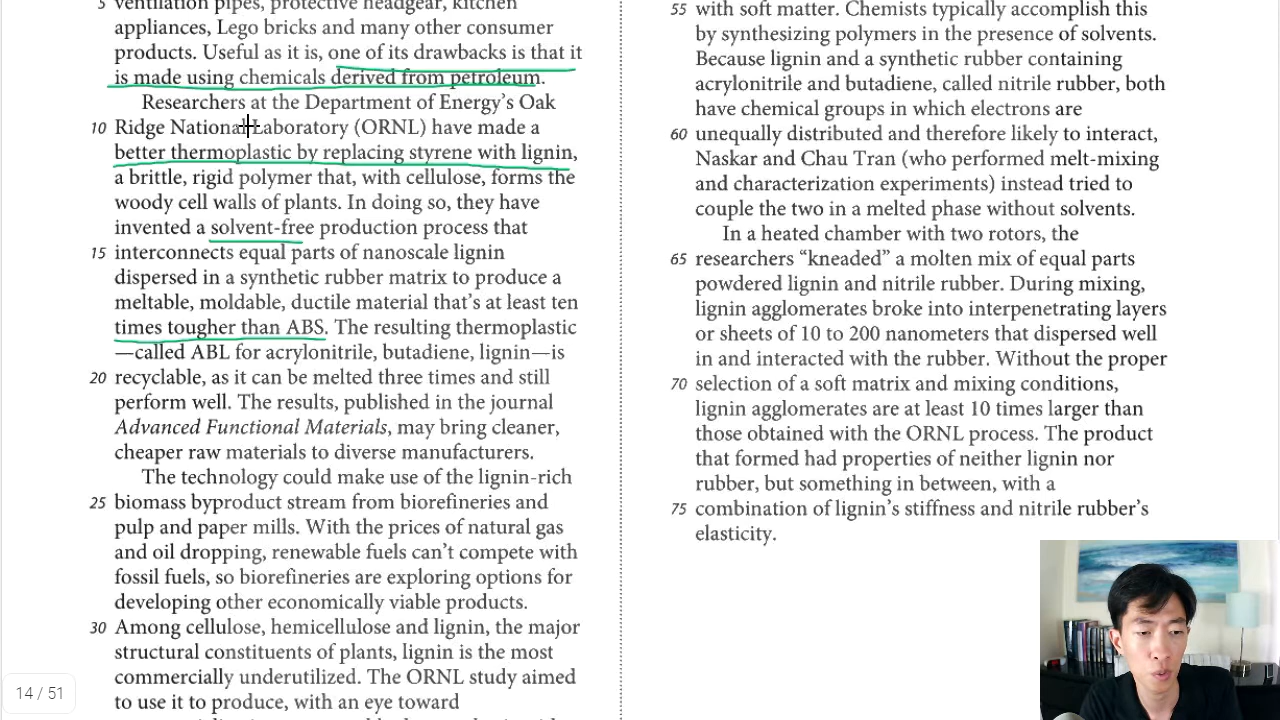 5 ventilation pipes, protective headgear, kitchen
appliances, Lego bricks and many other consumer
products. Useful as it is, one of its drawbacks is that it
is made using chemicals derived from petroleum.
Researchers at the Department of Energy’s Oak
10 Ridge National Laboratory (ORNL) have made a
better thermoplastic by replacing styrene with lignin,
a brittle, rigid polymer that, with cellulose, forms the
woody cell walls of plants. In doing so, they have
invented a solvent-free production process that
15 interconnects equal parts of nanoscale lignin
dispersed in a synthetic rubber matrix to produce a
meltable, moldable, ductile material that’s at least ten
times tougher than ABS. The resulting thermoplastic
—called ABL for acrylonitrile, butadiene, lignin—is
20 recyclable, as it can be melted three times and still
perform well. The results, published in the journal
Advanced Functional Materials, may bring cleaner,
cheaper raw materials to diverse manufacturers.
The technology could make use of the lignin-rich
25 biomass byproduct stream from biorefineries and
pulp and paper mills. With the prices of natural gas
and oil dropping, renewable fuels can’t compete with
fossil fuels, so biorefineries are exploring options for
developing other economically viable products.
30 Among cellulose, hemicellulose and lignin, the major
structural constituents of plants, lignin is the most
commercially underutilized. The ORNL study aimed
to use it to produce, with an eye toward
55 with soft matter. Chemists typically accomplish this
by synthesizing polymers in the presence of solvents.
Because lignin and a synthetic rubber containing
acrylonitrile and butadiene, called nitrile rubber, both
have chemical groups in which electrons are
60 unequally distributed and therefore likely to interact,
Naskar and Chau Tran (who performed melt-mixing
and characterization experiments) instead tried to
couple the two in a melted phase without solvents.
In a heated chamber with two rotors, the
65 researchers “kneaded” a molten mix of equal parts
powdered lignin and nitrile rubber. During mixing,
lignin agglomerates broke into interpenetrating layers
or sheets of 10 to 200 nanometers that dispersed well
in and interacted with the rubber. Without the proper
70 selection of a soft matrix and mixing conditions,
lignin agglomerates are at least 10 times larger than
those obtained with the ORNL process. The product
that formed had properties of neither lignin nor
rubber, but something in between, with a
75 combination of lignin’s stiffness and nitrile rubber’s
elasticity.
14 / 51